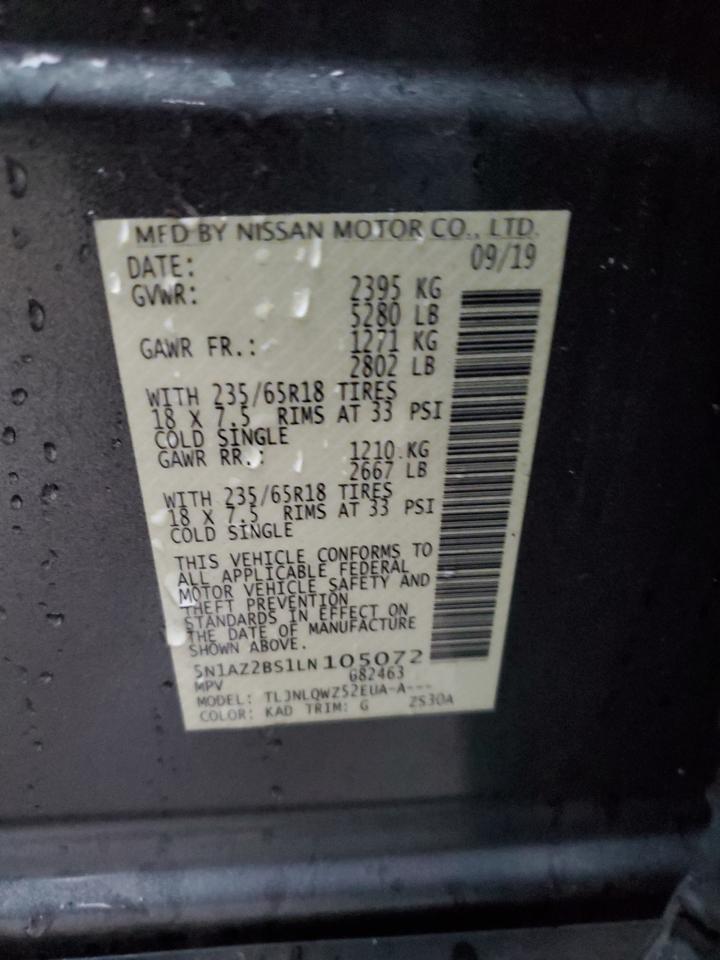 MFD BY NISSAN MOTOR CO., LTD.
DATE: 09/19
GVWR: 2395 KG
5280 LB
GAWR FR.: 1271 KG
2802 LB
WITH 235/65R18 TIRES
18 X 7.5 RIMS AT 33 PSI
COLD SINGLE
GAWR RR.: 1210 KG
2667 LB
WITH 235/65R18 TIRES
18 X 7.5 RIMS AT 33 PSI
COLD SINGLE
THIS VEHICLE CONFORMS TO
ALL APPLICABLE FEDERAL
MOTOR VEHICLE SAFETY AND
THEFT PREVENTION
STANDARDS IN EFFECT ON
THE DATE OF MANUFACTURE
SHOWN ABOVE.
5N1AZ2BS1LN105072
MPV G82463
MODEL: TLJNLQWZ52EUA-A---
COLOR: KAD TRIM: G ZS30A